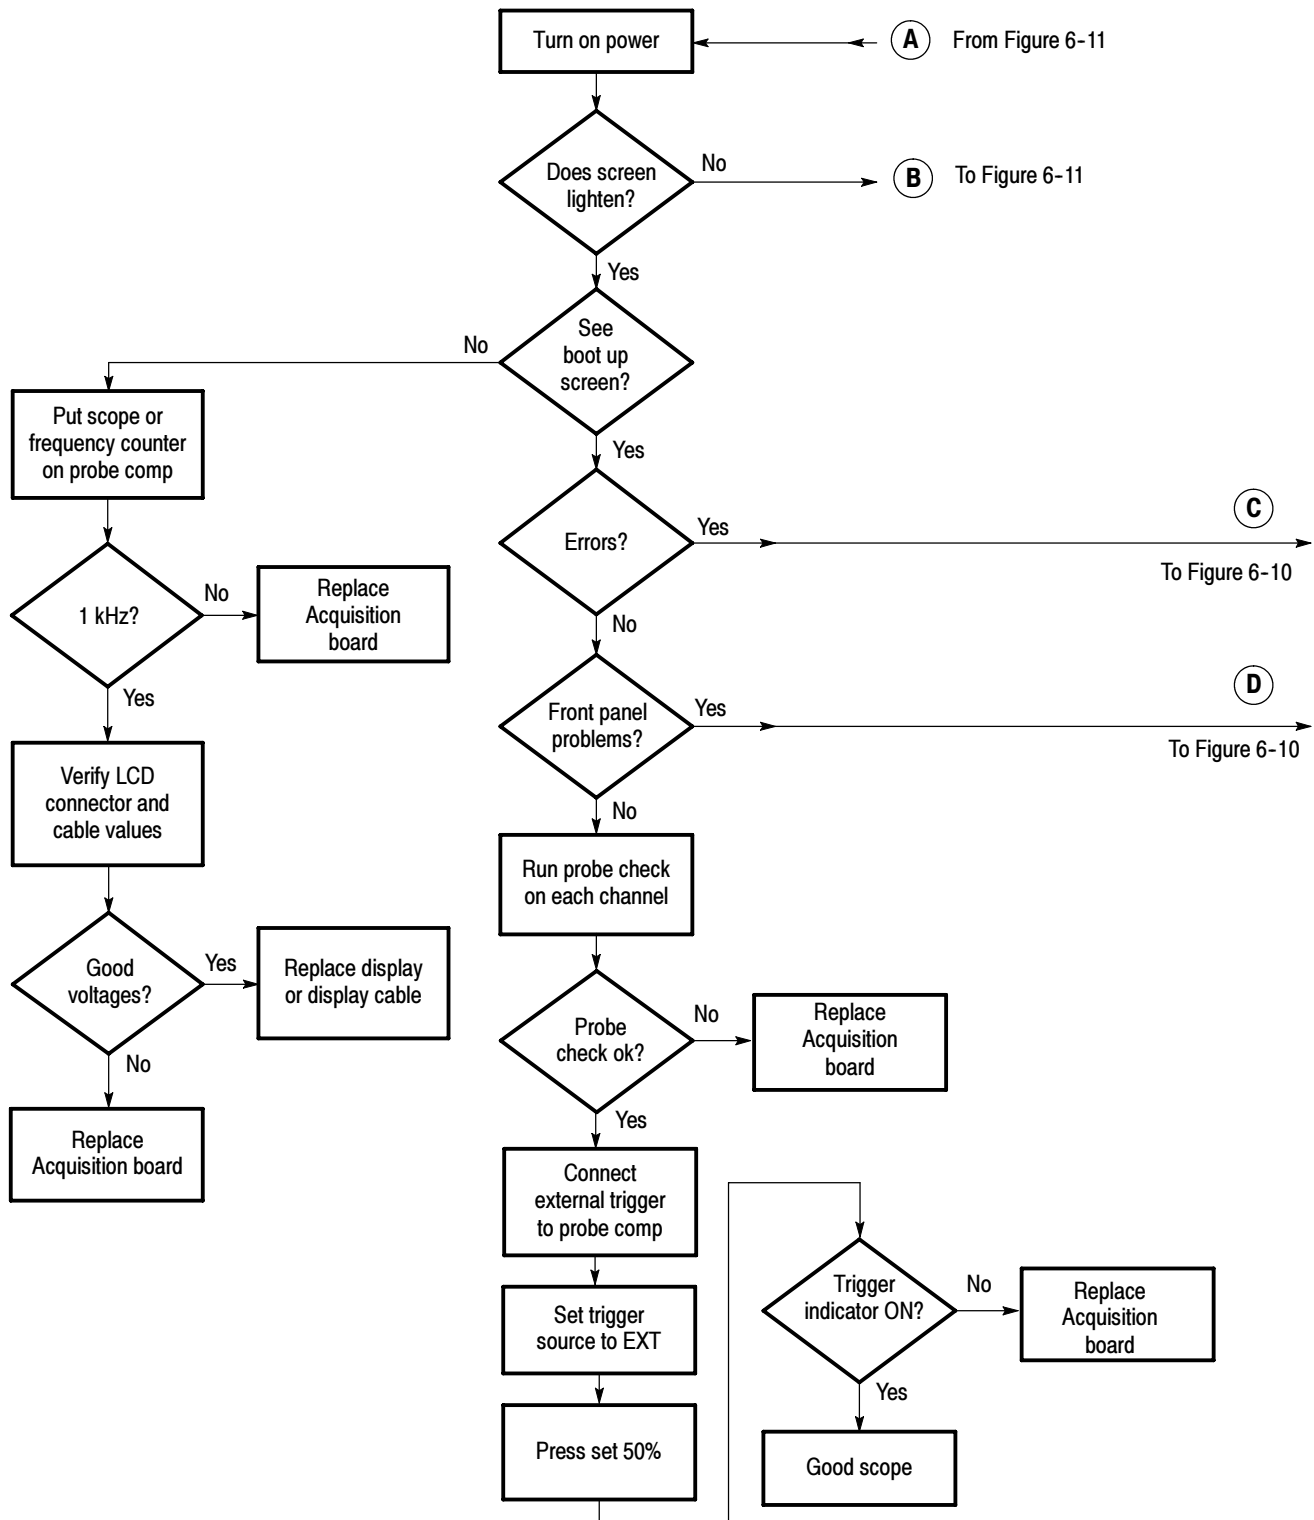 Turn on power
A
From Figure 6-11
Does screen
lighten?
No
B
To Figure 6-11
Yes
See
boot up
screen?
No
Yes
Put scope or
frequency counter
on probe comp
Errors?
Yes
C
To Figure 6-10
No
1 kHz?
No
Replace
Acquisition
board
Yes
Front panel
problems?
Yes
D
To Figure 6-10
No
Verify LCD
connector and
cable values
Run probe check
on each channel
Good
voltages?
Yes
Replace display
or display cable
No
Replace
Acquisition board
Probe
check ok?
No
Replace
Acquisition
board
Yes
Connect
external trigger
to probe comp
Set trigger
source to EXT
Press set 50%
Trigger
indicator ON?
No
Replace
Acquisition
board
Yes
Good scope